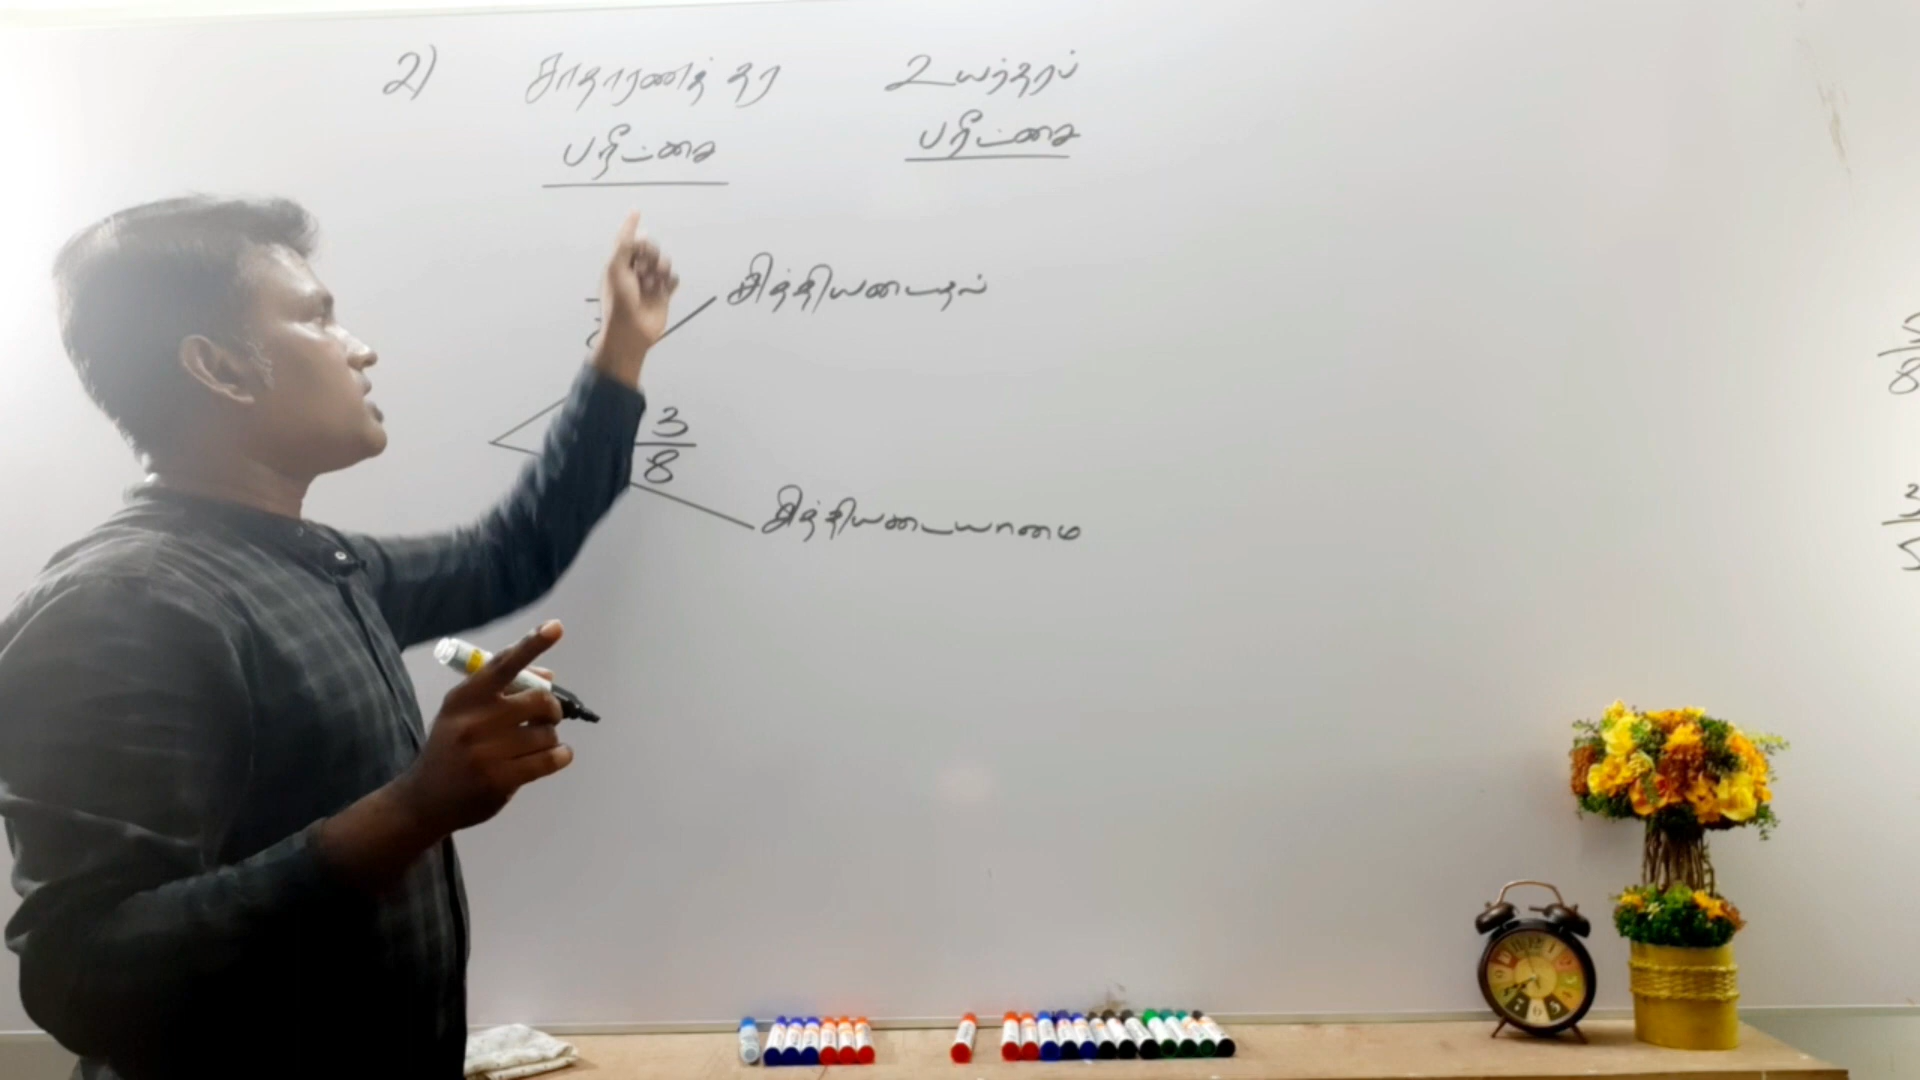 2) சாதாரணத் தர உயர்தரப்
பரீட்சை பரீட்சை
சித்தியடைதல்
3
8
சித்தியடையாமை